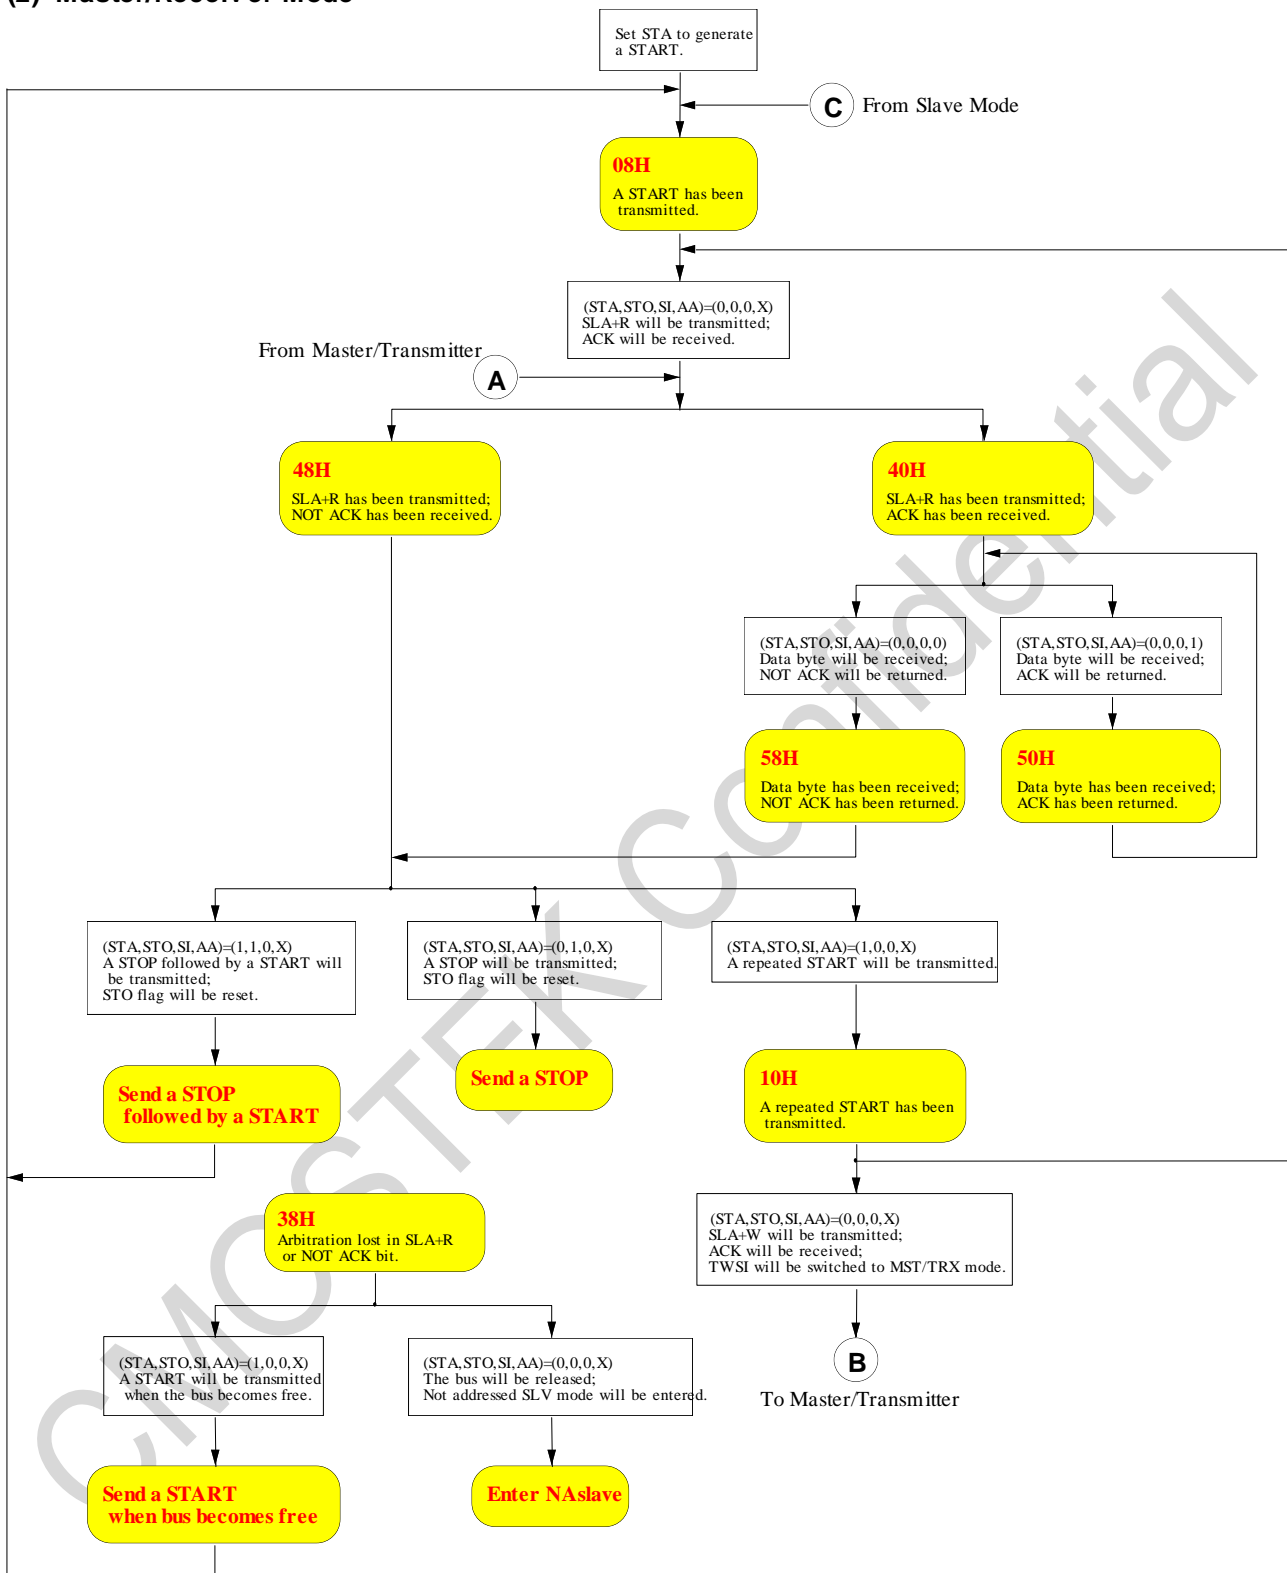 Set STA to generate
a START.
C From Slave Mode
08H
A START has been
transmitted.
(STA,STO,SI,AA)=(0,0,0,X)
SLA+R will be transmitted;
ACK will be received.
From Master/Transmitter
A
48H
SLA+R has been transmitted;
NOT ACK has been received.
40H
SLA+R has been transmitted;
ACK has been received.
(STA,STO,SI,AA)=(0,0,0,0)
Data byte will be received;
NOT ACK will be returned.
(STA,STO,SI,AA)=(0,0,0,1)
Data byte will be received;
ACK will be returned.
58H
Data byte has been received;
NOT ACK has been returned.
50H
Data byte has been received;
ACK has been returned.
(STA,STO,SI,AA)=(1,1,0,X)
A STOP followed by a START will
be transmitted;
STO flag will be reset.
(STA,STO,SI,AA)=(0,1,0,X)
A STOP will be transmitted;
STO flag will be reset.
(STA,STO,SI,AA)=(1,0,0,X)
A repeated START will be transmitted.
Send a STOP
followed by a START
Send a STOP
10H
A repeated START has been
transmitted.
38H
Arbitration lost in SLA+R
or NOT ACK bit.
(STA,STO,SI,AA)=(0,0,0,X)
SLA+W will be transmitted;
ACK will be received;
TWSI will be switched to MST/TRX mode.
(STA,STO,SI,AA)=(1,0,0,X)
A START will be transmitted
when the bus becomes free.
(STA,STO,SI,AA)=(0,0,0,X)
The bus will be released;
Not addressed SLV mode will be entered.
B
To Master/Transmitter
Send a START
when bus becomes free
Enter NAslave
CMOSTEK Confidential